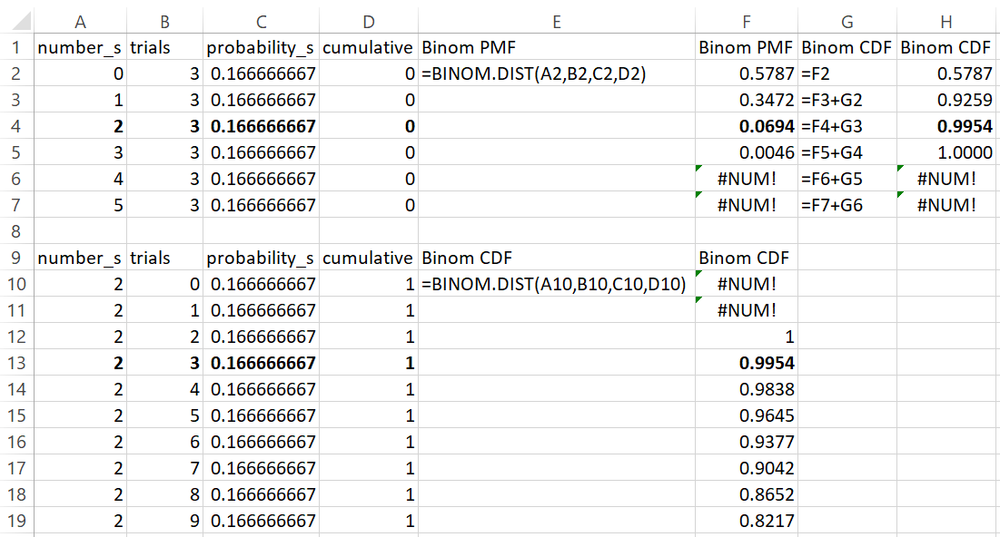 A B C D E F G H
1 number_s trials probability_s cumulative Binom PMF Binom PMF Binom CDF Binom CDF
2 0 3 0.166666667 0 =BINOM.DIST(A2,B2,C2,D2) 0.5787 =F2 0.5787
3 1 3 0.166666667 0 0.3472 =F3+G2 0.9259
4 2 3 0.166666667 0 0.0694 =F4+G3 0.9954
5 3 3 0.166666667 0 0.0046 =F5+G4 1.0000
6 4 3 0.166666667 0 #NUM! =F6+G5 #NUM!
7 5 3 0.166666667 0 #NUM! =F7+G6 #NUM!
8
9 number_s trials probability_s cumulative Binom CDF Binom CDF
10 2 0 0.166666667 1 =BINOM.DIST(A10,B10,C10,D10) #NUM!
11 2 1 0.166666667 1 #NUM!
12 2 2 0.166666667 1 1
13 2 3 0.166666667 1 0.9954
14 2 4 0.166666667 1 0.9838
15 2 5 0.166666667 1 0.9645
16 2 6 0.166666667 1 0.9377
17 2 7 0.166666667 1 0.9042
18 2 8 0.166666667 1 0.8652
19 2 9 0.166666667 1 0.8217